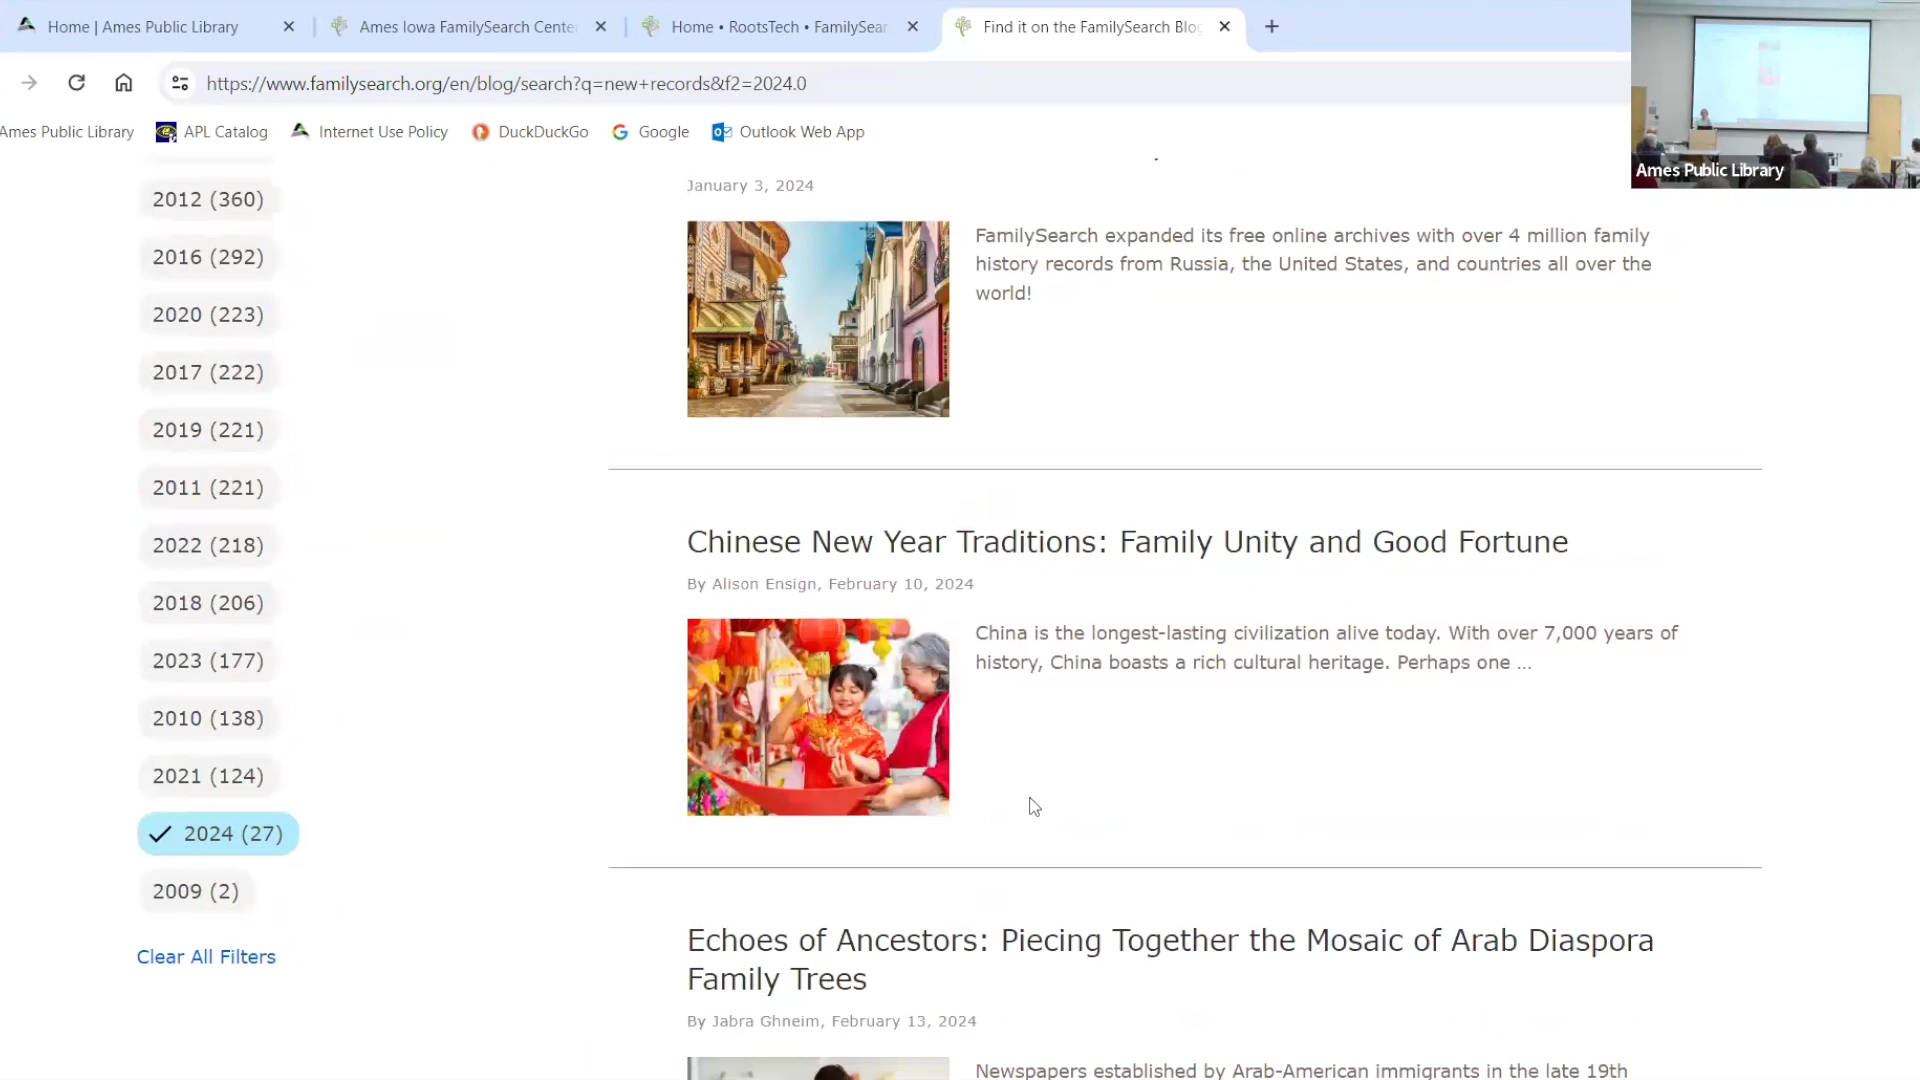 Home | Ames Public Library
Ames Iowa FamilySearch Cente
Home • RootsTech • FamilySear
Find it on the FamilySearch Blog
https://www.familysearch.org/en/blog/search?q=new+records&f2=2024.0
Ames Public Library
APL Catalog
Internet Use Policy
DuckDuckGo
Google
Outlook Web App
Ames Public Library
2012 (360)
2016 (292)
2020 (223)
2017 (222)
2019 (221)
2011 (221)
2022 (218)
2018 (206)
2023 (177)
2010 (138)
2021 (124)
2024 (27)
2009 (2)
Clear All Filters
January 3, 2024
FamilySearch expanded its free online archives with over 4 million family
history records from Russia, the United States, and countries all over the
world!
Chinese New Year Traditions: Family Unity and Good Fortune
By Alison Ensign, February 10, 2024
China is the longest-lasting civilization alive today. With over 7,000 years of
history, China boasts a rich cultural heritage. Perhaps one ...
Echoes of Ancestors: Piecing Together the Mosaic of Arab Diaspora
Family Trees
By Jabra Ghneim, February 13, 2024
Newspapers established by Arab-American immigrants in the late 19th